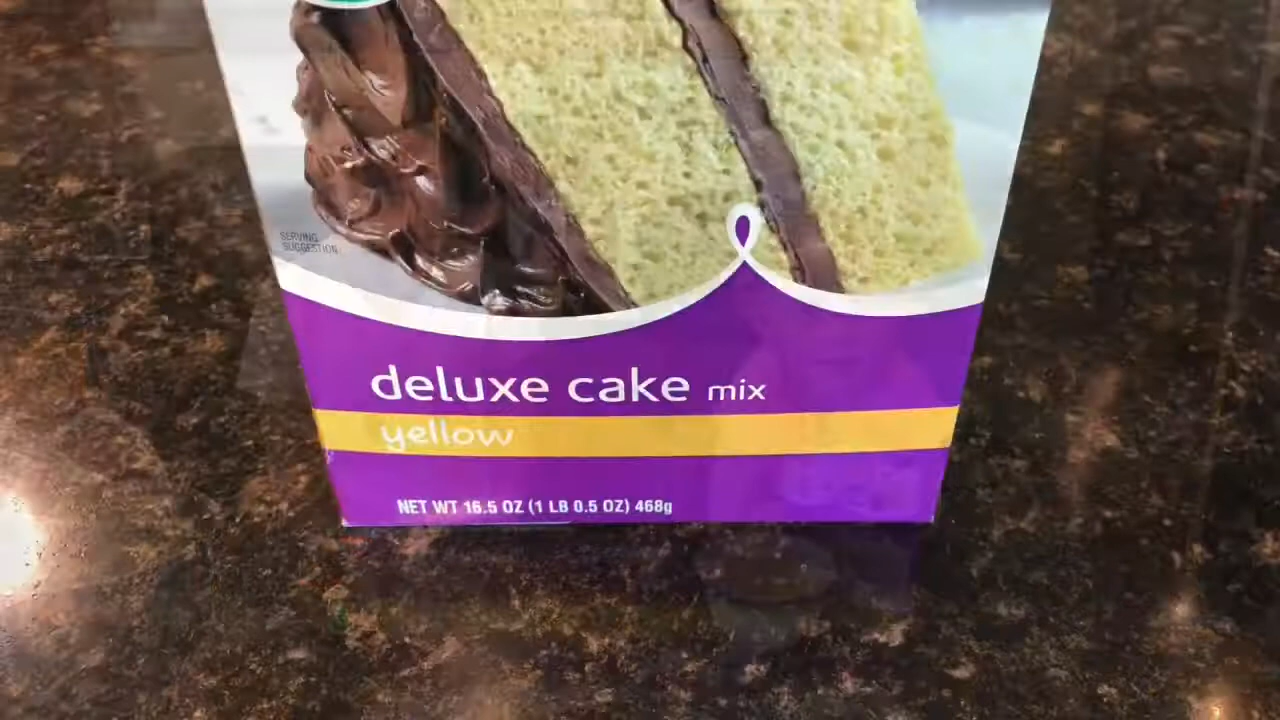 SERVING
SUGGESTION
deluxe cake mix
yellow
NET WT 16.5 OZ (1 LB 0.5 OZ) 468g